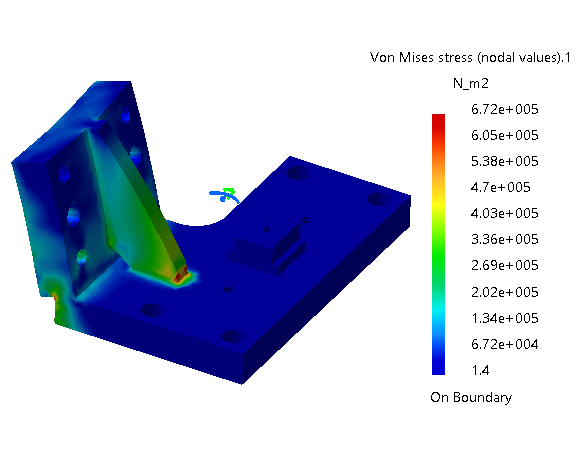 Von Mises stress (nodal values).1
N_m2
6.72e+005
6.05e+005
5.38e+005
4.7e+005
4.03e+005
3.36e+005
2.69e+005
2.02e+005
1.34e+005
6.72e+004
1.4
On Boundary